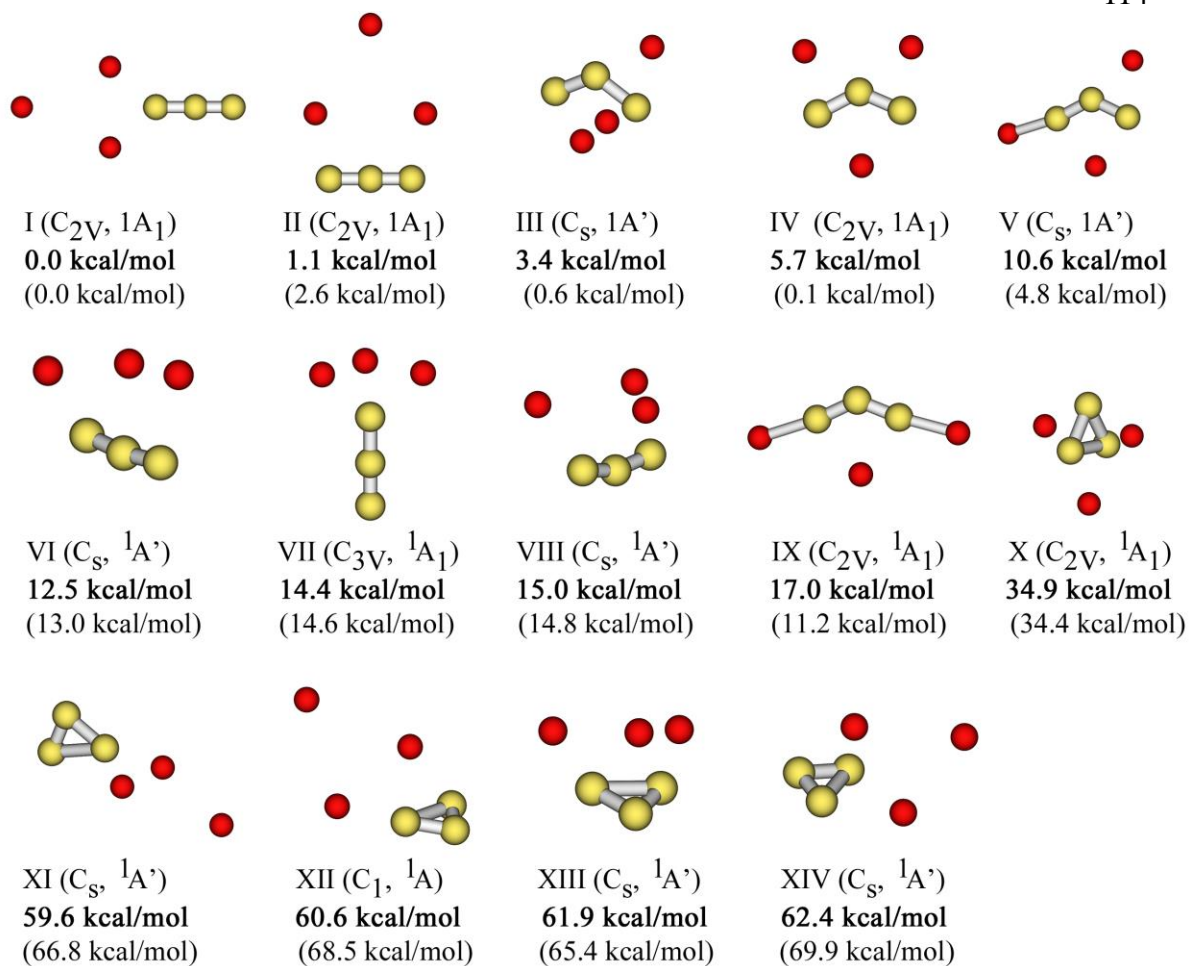 I (C2V, 1A1)
0.0 kcal/mol
(0.0 kcal/mol)
II (C2V, 1A1)
1.1 kcal/mol
(2.6 kcal/mol)
III (Cs, 1A’)
3.4 kcal/mol
(0.6 kcal/mol)
IV (C2V, 1A1)
5.7 kcal/mol
(0.1 kcal/mol)
V (Cs, 1A’)
10.6 kcal/mol
(4.8 kcal/mol)
VI (Cs, 1A’)
12.5 kcal/mol
(13.0 kcal/mol)
VII (C3V, 1A1)
14.4 kcal/mol
(14.6 kcal/mol)
VIII (Cs, 1A’)
15.0 kcal/mol
(14.8 kcal/mol)
IX (C2V, 1A1)
17.0 kcal/mol
(11.2 kcal/mol)
X (C2V, 1A1)
34.9 kcal/mol
(34.4 kcal/mol)
XI (Cs, 1A’)
59.6 kcal/mol
(66.8 kcal/mol)
XII (C1, 1A)
60.6 kcal/mol
(68.5 kcal/mol)
XIII (Cs, 1A’)
61.9 kcal/mol
(65.4 kcal/mol)
XIV (Cs, 1A’)
62.4 kcal/mol
(69.9 kcal/mol)